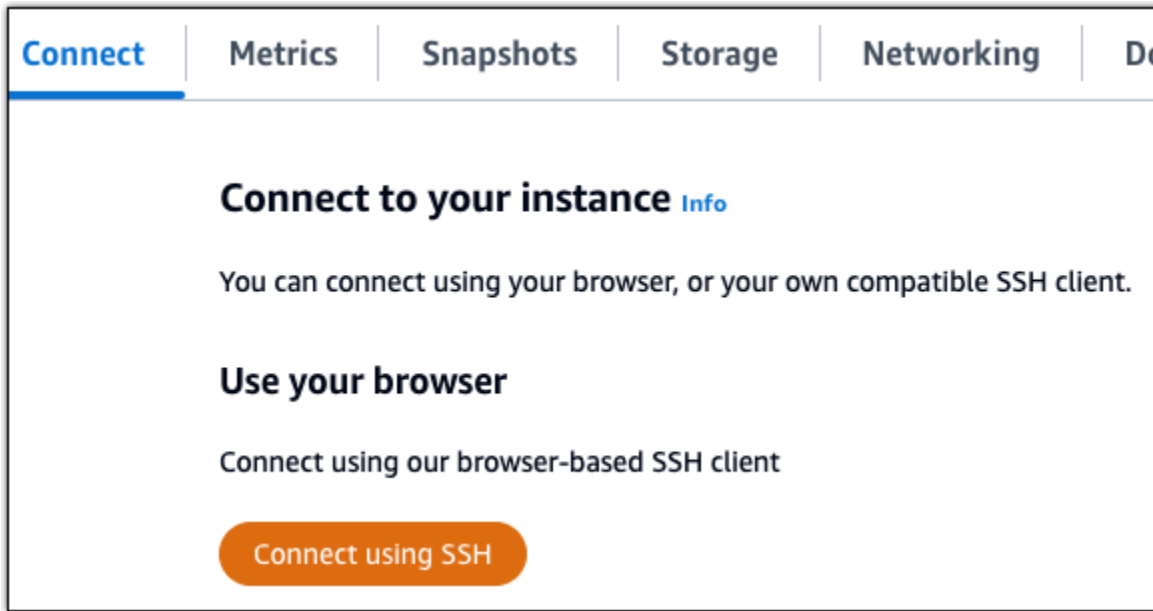 Connect Metrics Snapshots Storage Networking
Connect to your instance Info
You can connect using your browser, or your own compatible SSH client.
Use your browser
Connect using our browser-based SSH client
Connect using SSH